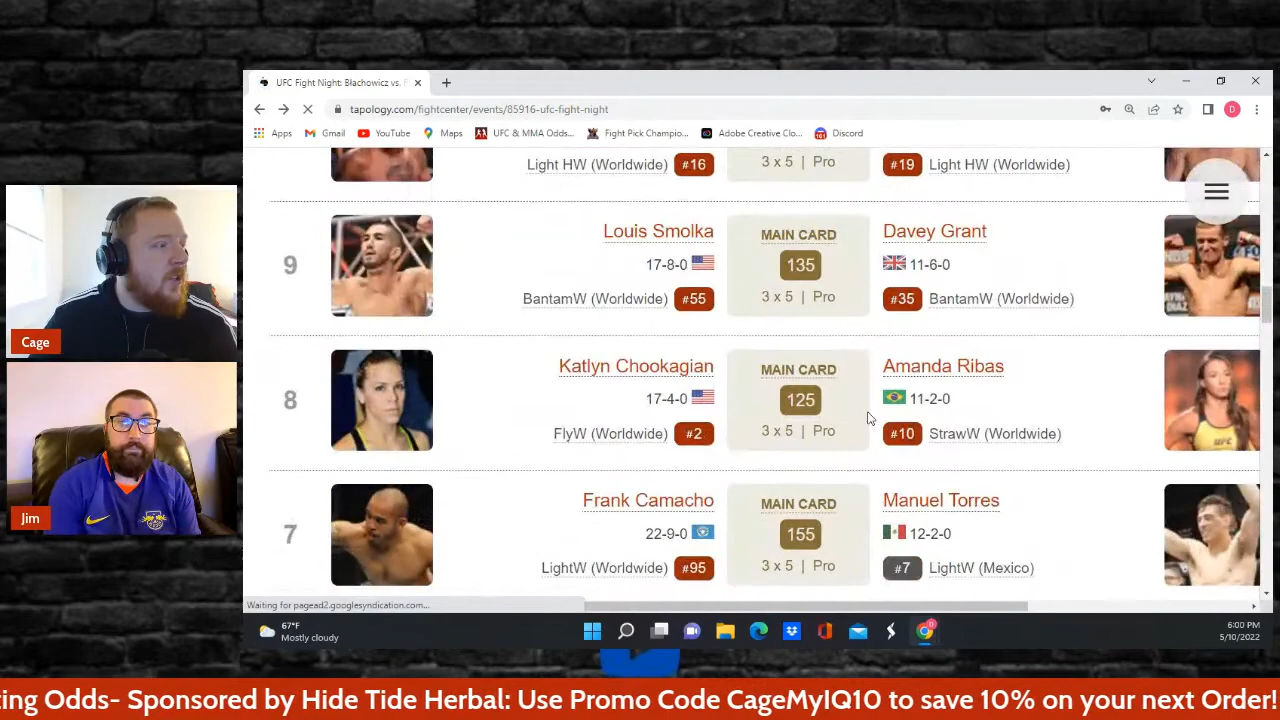 UFC Fight Night: Błachowicz vs.
tapology.com/fightcenter/events/85916-ufc-fight-night
Apps
Gmail
YouTube
Maps
UFC & MMA Odds...
Fight Pick Champio...
Adobe Creative Clo...
Discord
Light HW (Worldwide) #16
3 x 5 | Pro
#19 Light HW (Worldwide)
9
Louis Smolka
17-8-0
BantamW (Worldwide) #55
MAIN CARD
135
3 x 5 | Pro
Davey Grant
11-6-0
#35 BantamW (Worldwide)
8
Katlyn Chookagian
17-4-0
FlyW (Worldwide) #2
MAIN CARD
125
3 x 5 | Pro
Amanda Ribas
11-2-0
#10 StrawW (Worldwide)
UFC
7
Frank Camacho
22-9-0
LightW (Worldwide) #95
MAIN CARD
155
3 x 5 | Pro
Manuel Torres
12-2-0
#7 LightW (Mexico)
Waiting for pagead2.googlesyndication.com...
67°F
Mostly cloudy
6:00 PM
5/10/2022
Cage
Jim
ting Odds- Sponsored by Hide Tide Herbal: Use Promo Code CageMyIQ10 to save 10% on your next Order!